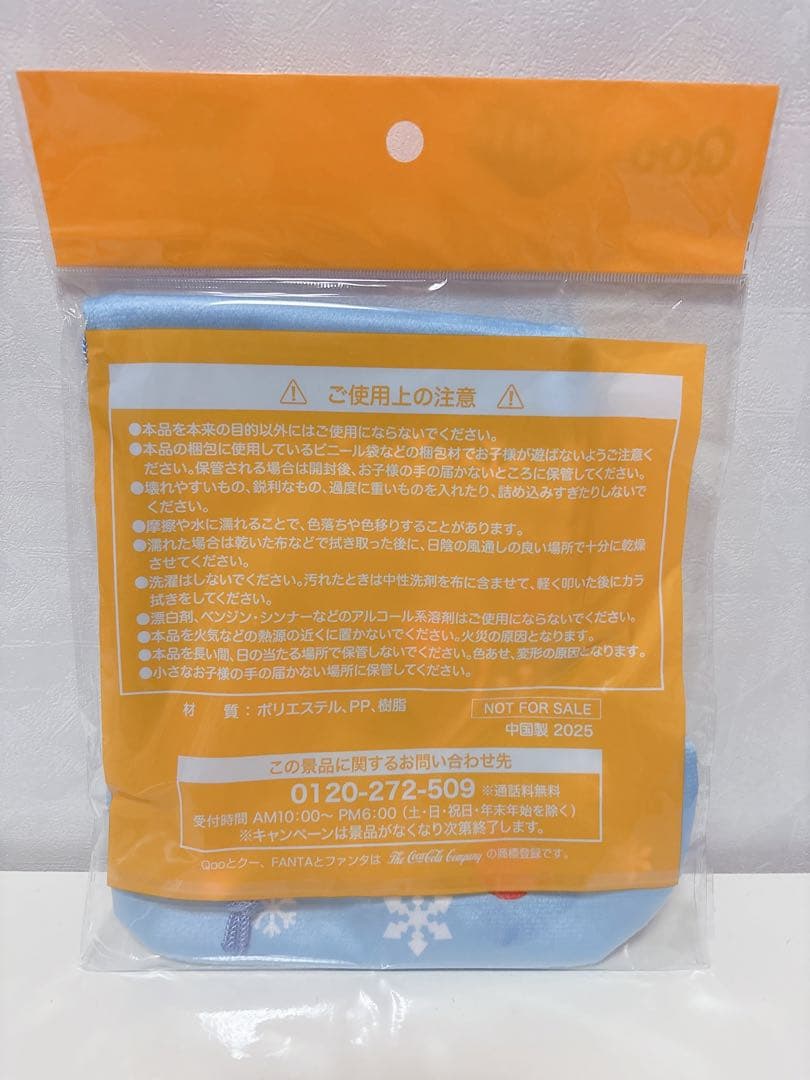 Qoo
ご使用上の注意
●本品を本来の目的以外にはご使用にならないでください。
●本品の梱包に使用しているビニール袋などの梱包材でお子様が遊ばないようご注意く
ださい。保管される場合は開封後、お子様の手の届かないところに保管してください。
●壊れやすいもの、鋭利なもの、過度に重いものを入れたり、詰め込みすぎたりしないで
ください。
●摩擦や水に濡れることで、色落ちや色移りすることがあります。
●濡れた場合は乾いた布などで拭き取った後に、日陰の風通しの良い場所で十分に乾燥
させてください。
●洗濯はしないでください。汚れたときは中性洗剤を布に含ませて、軽く叩いた後にカラ
拭きをしてください。
●漂白剤、ベンジン・シンナーなどのアルコール系溶剤はご使用にならないでください。
●本品を火気などの熱源の近くに置かないでください。火災の原因となります。
●本品を長い間、日の当たる場所で保管しないでください。色あせ、変形の原因となります。
●小さなお子様の手の届かない場所に保管してください。
材 質：ポリエステル、PP、樹脂
NOT FOR SALE
中国製 2025
この景品に関するお問い合わせ先
0120-272-509 ※通話料無料
受付時間 AM10:00～ PM6:00（土・日・祝日・年末年始を除く）
※キャンペーンは景品がなくなり次第終了します。
Qooとクー、FANTAとファンタは The Coca-Cola Company の商標登録です。